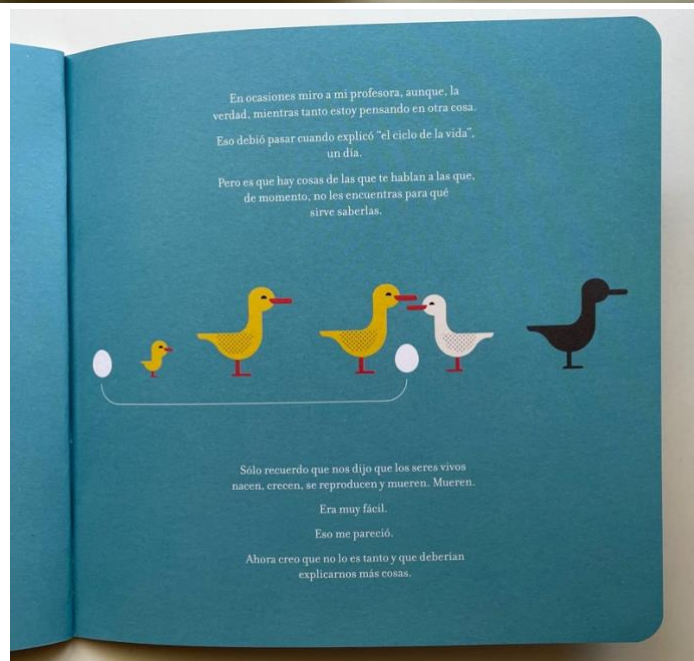 En ocasiones miro a mi profesora, aunque, la
verdad, mientras tanto estoy pensando en otra cosa.
Eso debió pasar cuando explicó "el ciclo de la vida",
un día.
Pero es que hay cosas de las que te hablan a las que,
de momento, no les encuentras para qué
sirve saberlas.
Sólo recuerdo que nos dijo que los seres vivos
nacen, crecen, se reproducen y mueren. Mueren.
Era muy fácil.
Eso me pareció.
Ahora creo que no lo es tanto y que deberían
explicarnos más cosas.